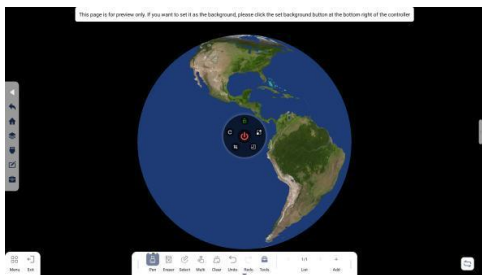 This page is for preview only. If you want to set it as the background, please click the set background button at the bottom right of the controller
Menu Exit Pen Eraser Select Multi Clear Undo Redo Tools 1/1 List Add